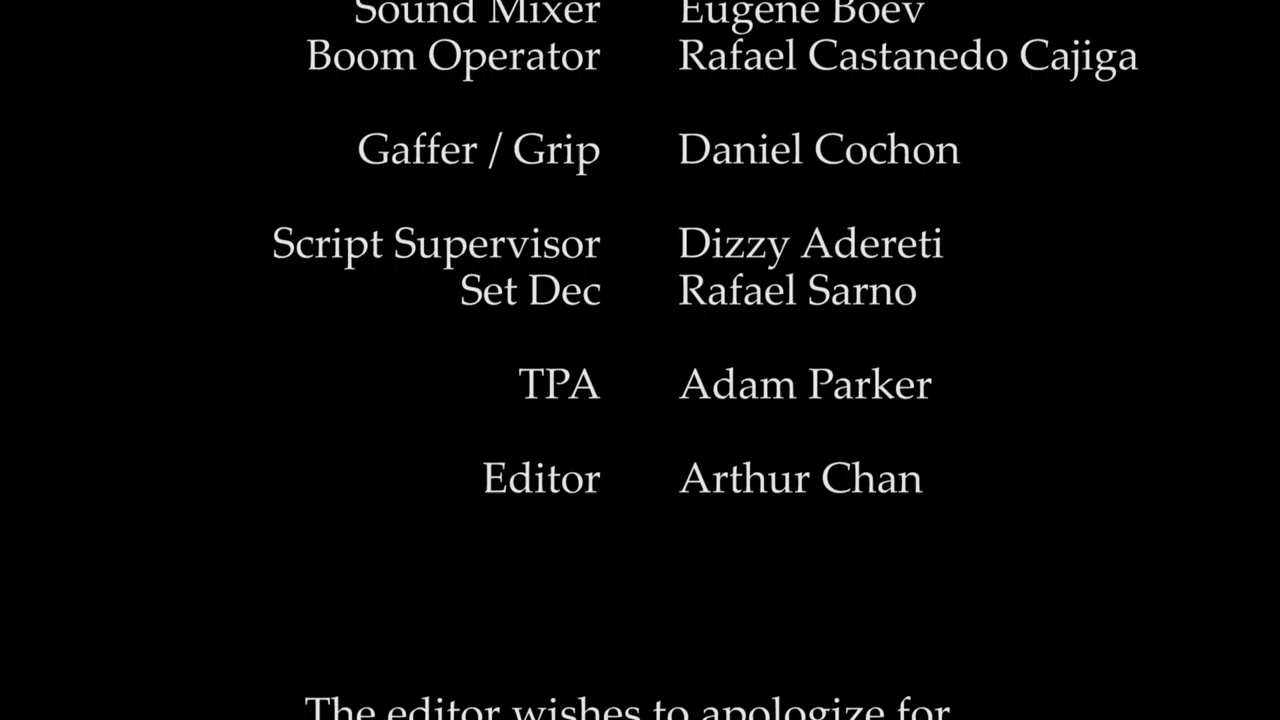 Sound Mixer Eugene Boev
Boom Operator Rafael Castanedo Cajiga
Gaffer / Grip Daniel Cochon
Script Supervisor Dizzy Adereti
Set Dec Rafael Sarno
TPA Adam Parker
Editor Arthur Chan
The editor wishes to apologize for